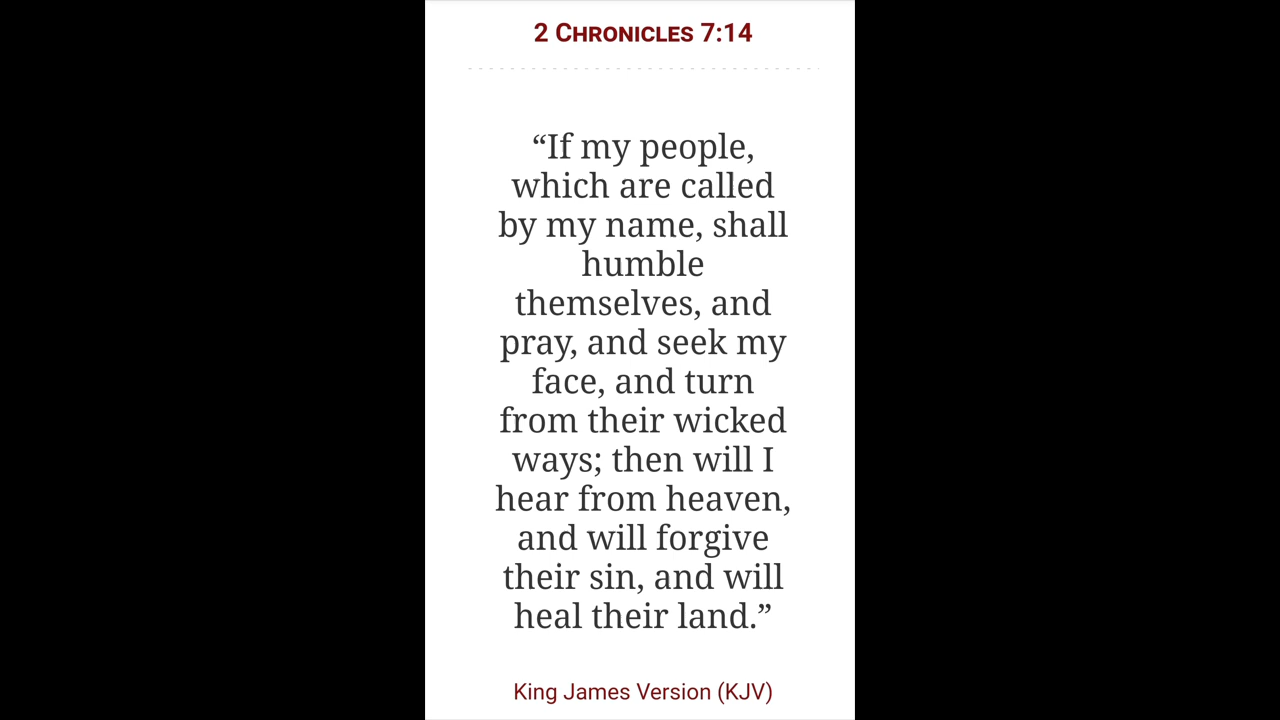 2 Chronicles 7:14
“If my people,
which are called
by my name, shall
humble
themselves, and
pray, and seek my
face, and turn
from their wicked
ways; then will I
hear from heaven,
and will forgive
their sin, and will
heal their land.”
King James Version (KJV)